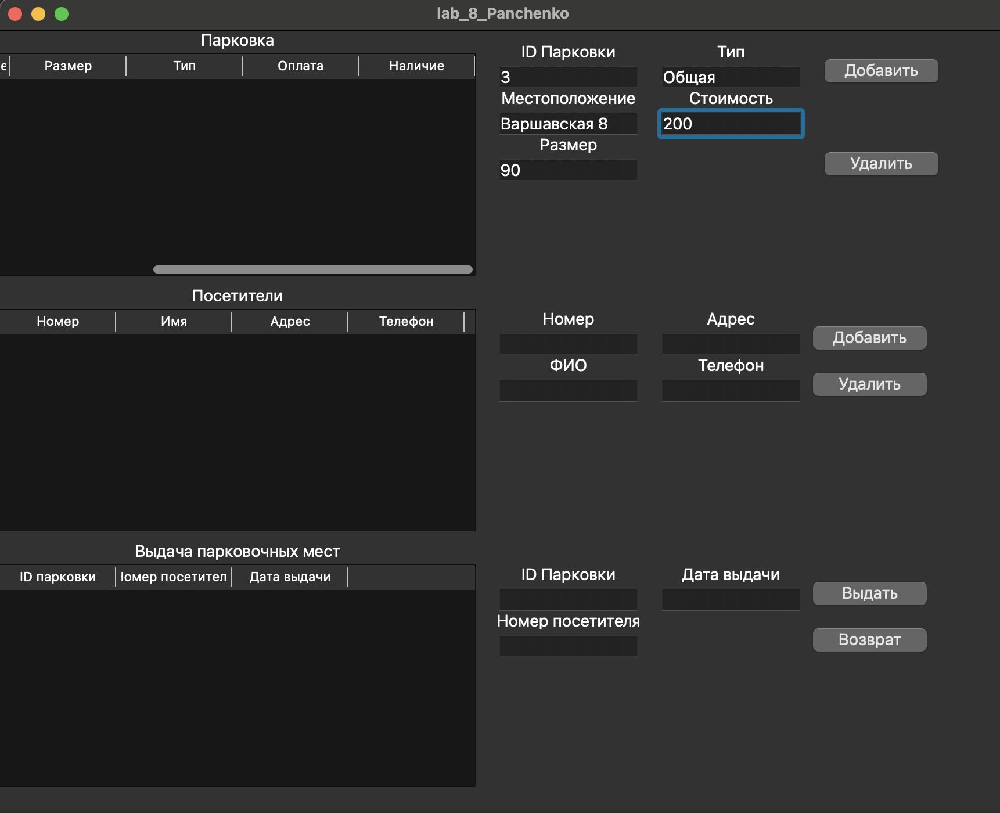 lab_8_Panchenko
Парковка
Размер Тип Оплата Наличие
ID Парковки Тип
3 Общая Добавить
Местоположение Стоимость
Варшавская 8 200
Размер
90 Удалить
Посетители
Номер Имя Адрес Телефон
Номер Адрес
Добавить
ФИО Телефон
Удалить
Выдача парковочных мест
ID парковки Номер посетител Дата выдачи
ID Парковки Дата выдачи
Выдать
Номер посетителя
Возврат